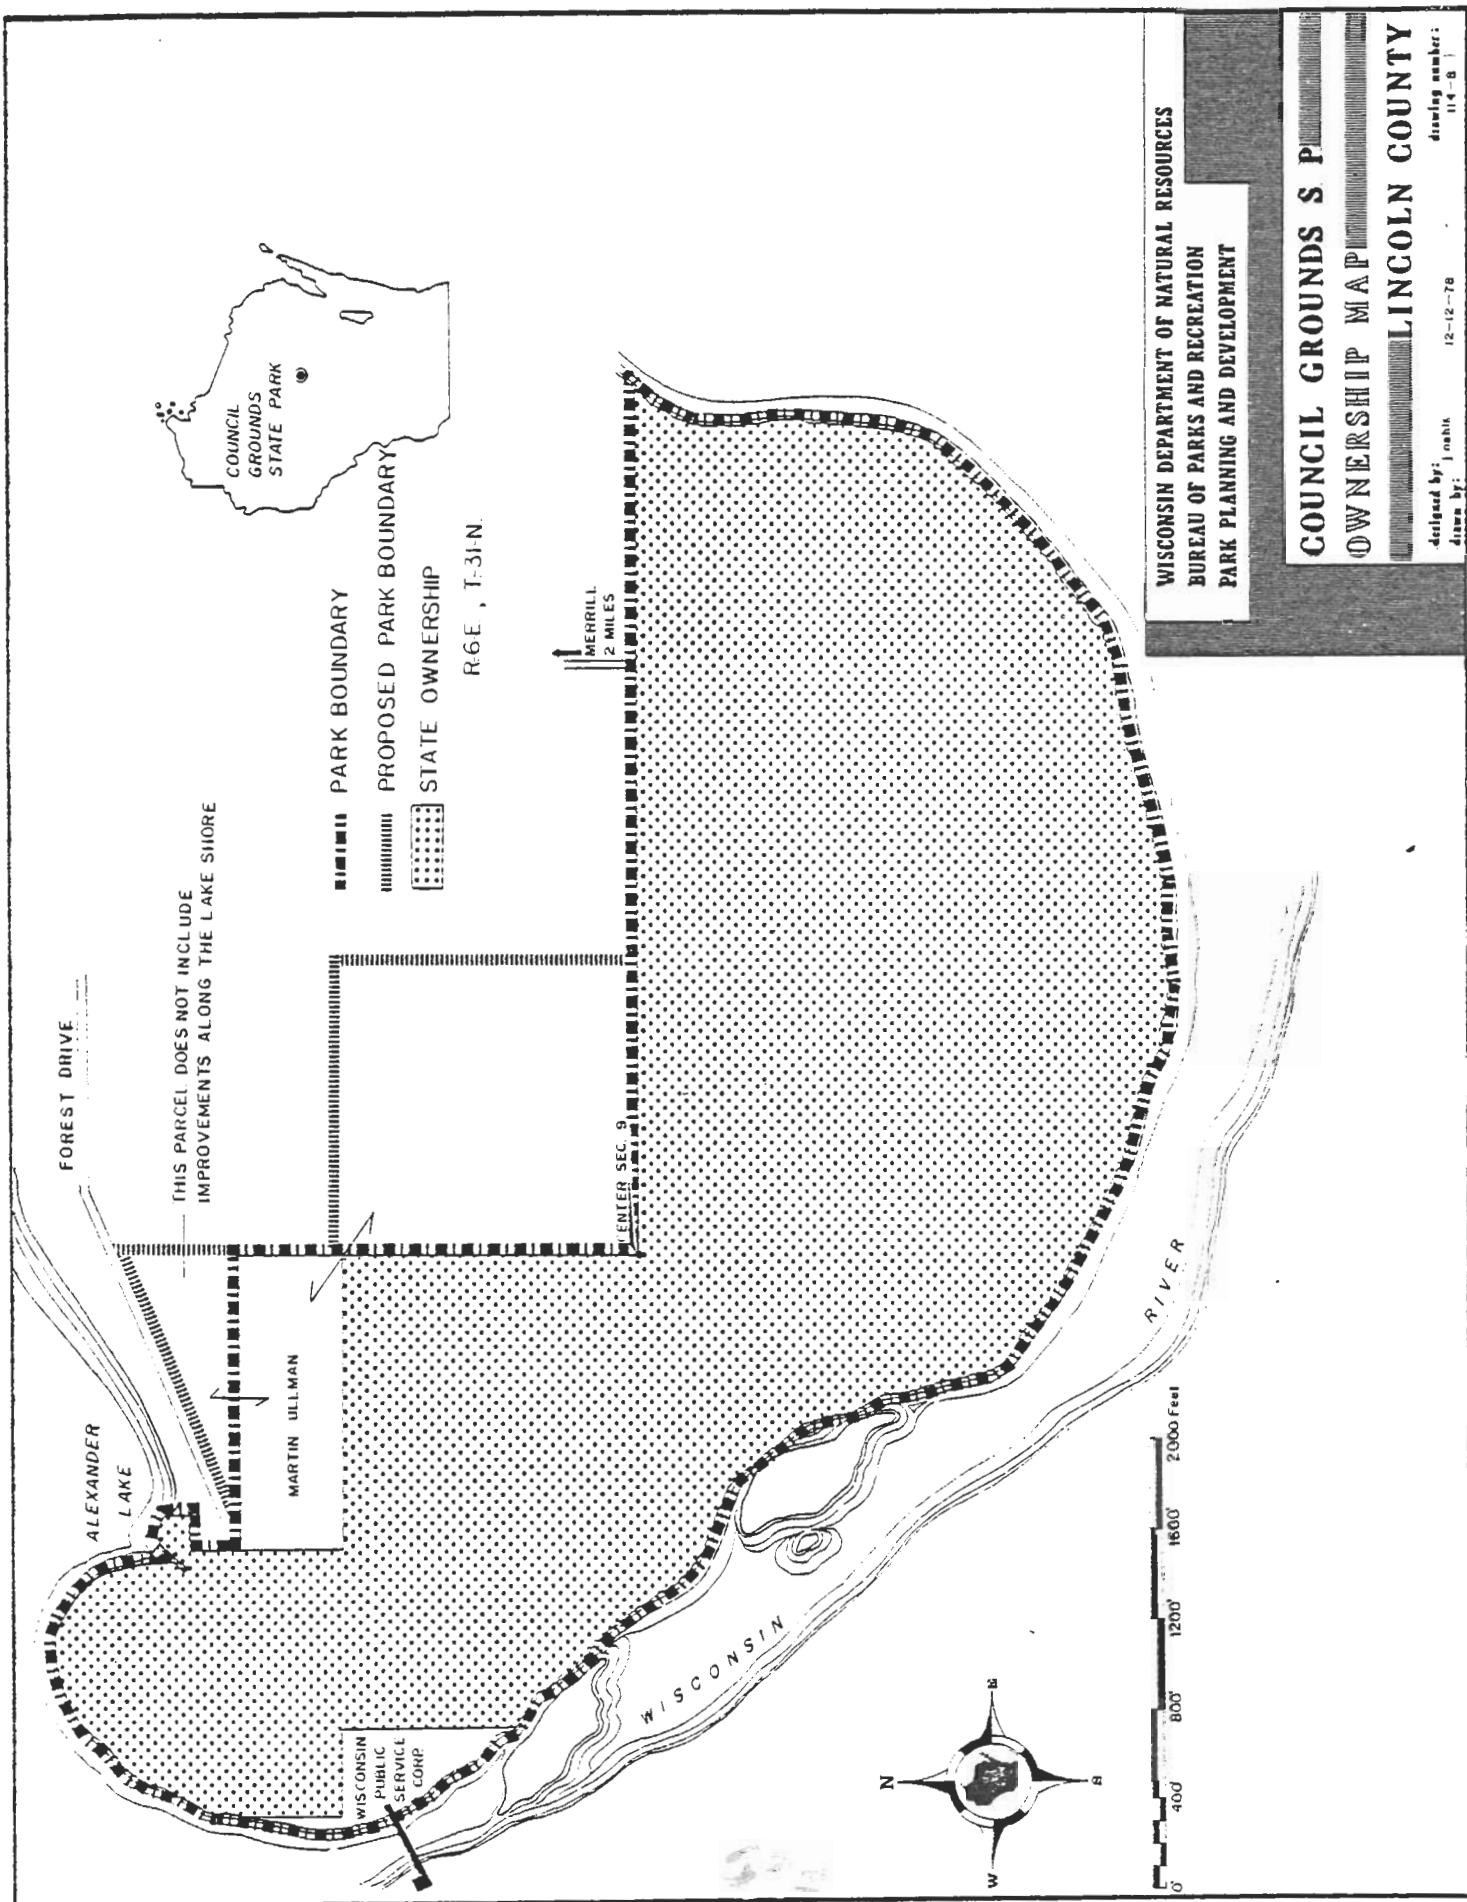 FOREST DRIVE
THIS PARCEL DOES NOT INCLUDE
IMPROVEMENTS ALONG THE LAKE SHORE
ALEXANDER
LAKE
MARTIN ULLMAN
COUNCIL
GROUNDS
STATE PARK
PARK BOUNDARY
PROPOSED PARK BOUNDARY
STATE OWNERSHIP
R-6-E , T-31-N.
MERRILL
2 MILES
CENTER SEC. 9
WISCONSIN
PUBLIC
SERVICE
CORP.
WISCONSIN
RIVER
N
E
S
W
0' 400' 800' 1200' 1600' 2000 Feet
WISCONSIN DEPARTMENT OF NATURAL RESOURCES
BUREAU OF PARKS AND RECREATION
PARK PLANNING AND DEVELOPMENT
COUNCIL GROUNDS S P
OWNERSHIP MAP
LINCOLN COUNTY
designed by:
drawn by:
12-12-78
drawing number:
114-8